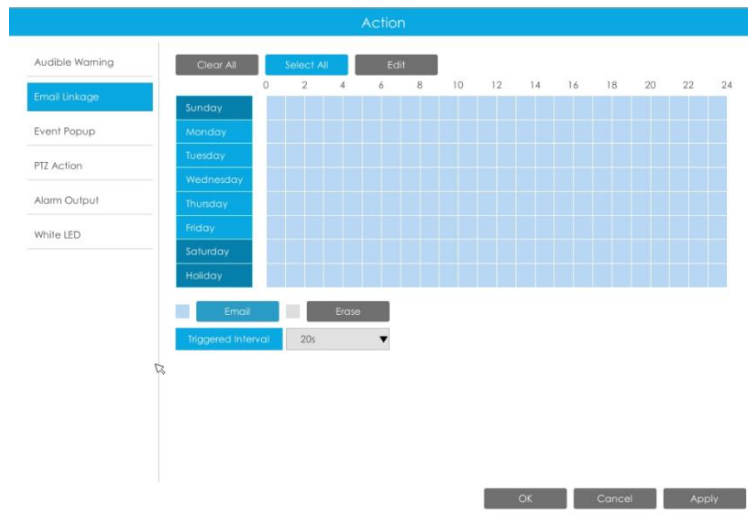 Action
Audible Warning
Email Linkage
Event Popup
PTZ Action
Alarm Output
White LED
Clear All Select All Edit
0 2 4 6 8 10 12 14 16 18 20 22 24
Sunday
Monday
Tuesday
Wednesday
Thursday
Friday
Saturday
Holiday
Email Erase
Triggered Interval 20s
OK Cancel Apply